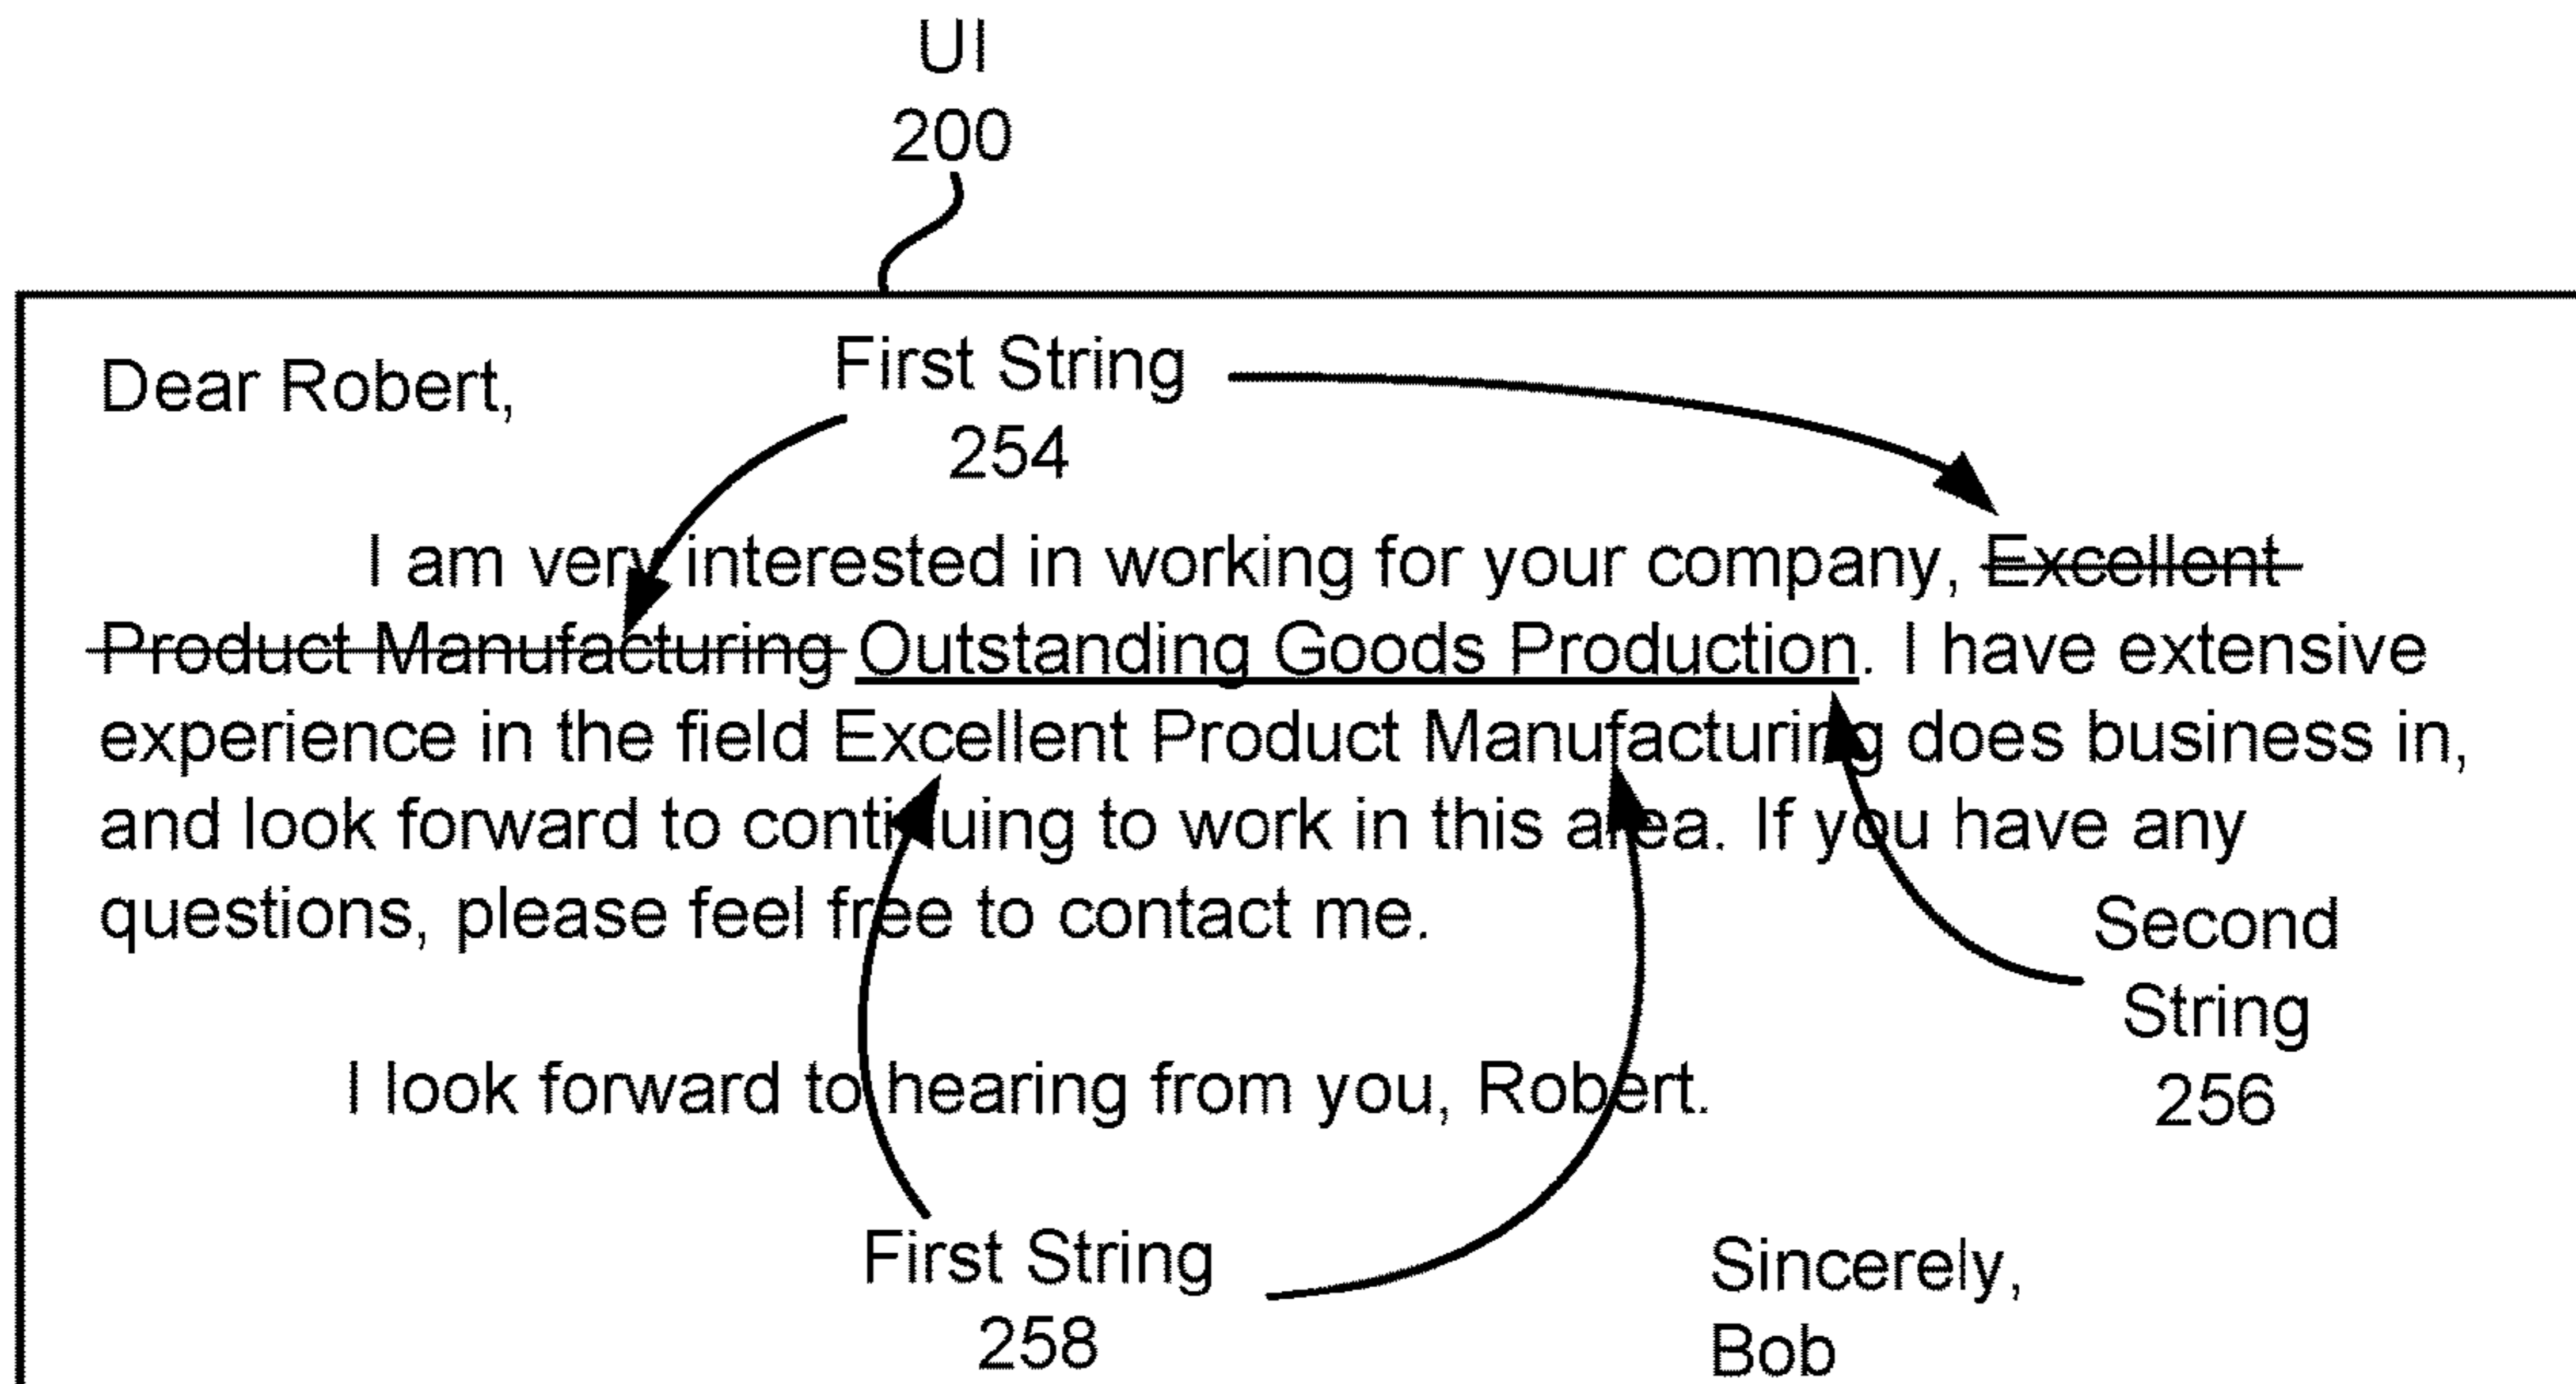 UI
200
Dear Robert,
First String
254
I am very interested in working for your company, Excellent
Product Manufacturing Outstanding Goods Production. I have extensive
experience in the field Excellent Product Manufacturing does business in,
and look forward to continuing to work in this area. If you have any
questions, please feel free to contact me.
Second
String
256
I look forward to hearing from you, Robert.
First String
258
Sincerely,
Bob